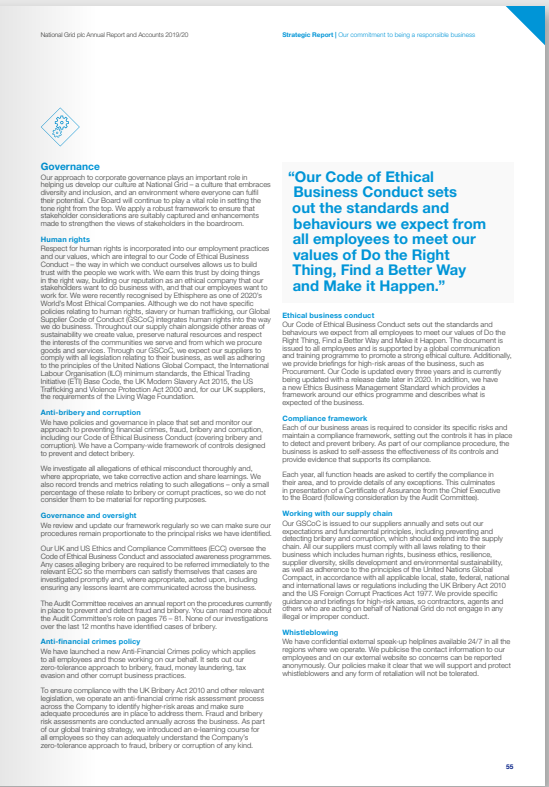 National Grid plc Annual Report and Accounts 2019/20
Strategic Report | Our commitment to being a responsible business
Governance
Our approach to corporate governance plays an important role in
helping us develop our culture at National Grid – a culture that embraces
diversity and inclusion, and an environment where everyone can fulfil
their potential. Our Board will continue to play a vital role in setting the
tone right from the top. We apply a robust framework to ensure that
stakeholder considerations are suitably captured and enhancements
made to strengthen the views of stakeholders in the boardroom.
Human rights
Respect for human rights is incorporated into our employment practices
and our values, which are integral to our Code of Ethical Business
Conduct – the way in which we conduct ourselves allows us to build
trust with the people we work with. We earn this trust by doing things
in the right way, building our reputation as an ethical company that our
stakeholders want to do business with, and that our employees want to
work for. We were recently recognised by Ethisphere as one of 2020's
World's Most Ethical Companies. Although we do not have specific
policies relating to human rights, slavery or human trafficking, our Global
Supplier Code of Conduct (GSCoC) integrates human rights into the way
we do business. Throughout our supply chain alongside other areas of
sustainability we create value, preserve natural resources and respect
the interests of the communities we serve and from which we procure
goods and services. Through our GSCoC, we expect our suppliers to
comply with all legislation relating to their business, as well as adhering
to the principles of the United Nations Global Compact, the International
Labour Organisation (ILO) minimum standards, the Ethical Trading
Initiative (ETI) Base Code, the UK Modern Slavery Act 2015, the US
Trafficking and Violence Protection Act 2000 and, for our UK suppliers,
the requirements of the Living Wage Foundation.
Anti-bribery and corruption
We have policies and governance in place that set and monitor our
approach to preventing financial crimes, fraud, bribery and corruption,
including our Code of Ethical Business Conduct (covering bribery and
corruption). We have a Company-wide framework of controls designed
to prevent and detect bribery.
We investigate all allegations of ethical misconduct thoroughly and,
where appropriate, we take corrective action and share learnings. We
also record trends and metrics relating to such allegations – only a small
percentage of these relate to bribery or corrupt practices, so we do not
consider them to be material for reporting purposes.
Governance and oversight
We review and update our framework regularly so we can make sure our
procedures remain proportionate to the principal risks we have identified.
Our UK and US Ethics and Compliance Committees (ECC) oversee the
Code of Ethical Business Conduct and associated awareness programmes.
Any cases alleging bribery are required to be referred immediately to the
relevant ECC so the members can satisfy themselves that cases are
investigated promptly and, where appropriate, acted upon, including
ensuring any lessons learnt are communicated across the business.
The Audit Committee receives an annual report on the procedures currently
in place to prevent and detect fraud and bribery. You can read more about
the Audit Committee's role on pages 76 – 81. None of our investigations
over the last 12 months have identified cases of bribery.
Anti-financial crimes policy
We have launched a new Anti-Financial Crimes policy which applies
to all employees and those working on our behalf. It sets out our
zero-tolerance approach to bribery, fraud, money laundering, tax
evasion and other corrupt business practices.
To ensure compliance with the UK Bribery Act 2010 and other relevant
legislation, we operate an anti-financial crime risk assessment process
across the Company to identify higher-risk areas and make sure
adequate procedures are in place to address them. Fraud and bribery
risk assessments are conducted annually across the business. As part
of our global training strategy, we introduced an e-learning course for
all employees so they can adequately understand the Company's
zero-tolerance approach to fraud, bribery or corruption of any kind.
“Our Code of Ethical
Business Conduct sets
out the standards and
behaviours we expect from
all employees to meet our
values of Do the Right
Thing, Find a Better Way
and Make it Happen.”
Ethical business conduct
Our Code of Ethical Business Conduct sets out the standards and
behaviours we expect from all employees to meet our values of Do the
Right Thing, Find a Better Way and Make it Happen. The document is
issued to all employees and is supported by a global communication
and training programme to promote a strong ethical culture. Additionally,
we provide briefings for high-risk areas of the business, such as
Procurement. Our Code is updated every three years and is currently
being updated with a release date later in 2020. In addition, we have
a new Ethics Business Management Standard which provides a
framework around our ethics programme and describes what is
expected of the business.
Compliance framework
Each of our business areas is required to consider its specific risks and
maintain a compliance framework, setting out the controls it has in place
to detect and prevent bribery. As part of our compliance procedure, the
business is asked to self-assess the effectiveness of its controls and
provide evidence that supports its compliance.
Each year, all function heads are asked to certify the compliance in
their area, and to provide details of any exceptions. This culminates
in presentation of a Certificate of Assurance from the Chief Executive
to the Board (following consideration by the Audit Committee).
Working with our supply chain
Our GSCoC is issued to our suppliers annually and sets out our
expectations and fundamental principles; including preventing and
detecting bribery and corruption, which should extend into the supply
chain. All our suppliers must comply with all laws relating to their
business which includes human rights, business ethics, resilience,
supplier diversity, skills development and environmental sustainability,
as well as adherence to the principles of the United Nations Global
Compact, in accordance with all applicable local, state, federal, national
and international laws or regulations including the UK Bribery Act 2010
and the US Foreign Corrupt Practices Act 1977. We provide specific
guidance and briefings for high-risk areas, so contractors, agents and
others who are acting on behalf of National Grid do not engage in any
illegal or improper conduct.
Whistleblowing
We have confidential external speak-up helplines available 24/7 in all the
regions where we operate. We publicise the contact information to our
employees and on our external website so concerns can be reported
anonymously. Our policies make it clear that we will support and protect
whistleblowers and any form of retaliation will not be tolerated.
55